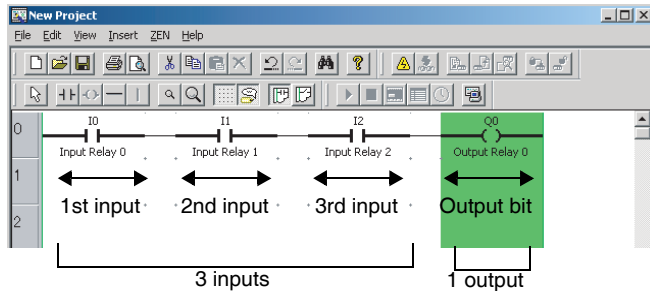 New Project
File Edit View Insert ZEN Help
0 I0 I1 I2 Q0
Input Relay 0 Input Relay 1 Input Relay 2 Output Relay 0
1
1st input 2nd input 3rd input Output bit
2
3 inputs 1 output